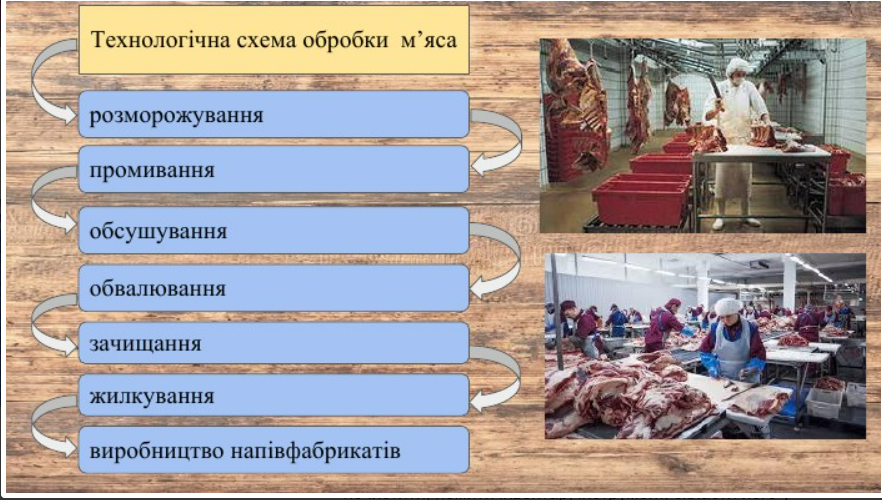 Технологічна схема обробки м’яса
розморожування
промивання
обсушування
обвалювання
зачищання
жилкування
виробництво напівфабрикатів